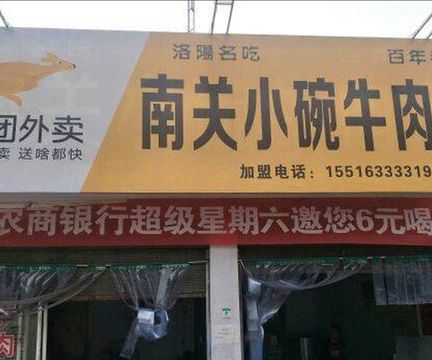 洛陽名吃
百年
团外卖
南关小碗牛肉
卖 送啥都快
加盟电话：15516333319
农商银行超级星期六邀您6元喝
肉